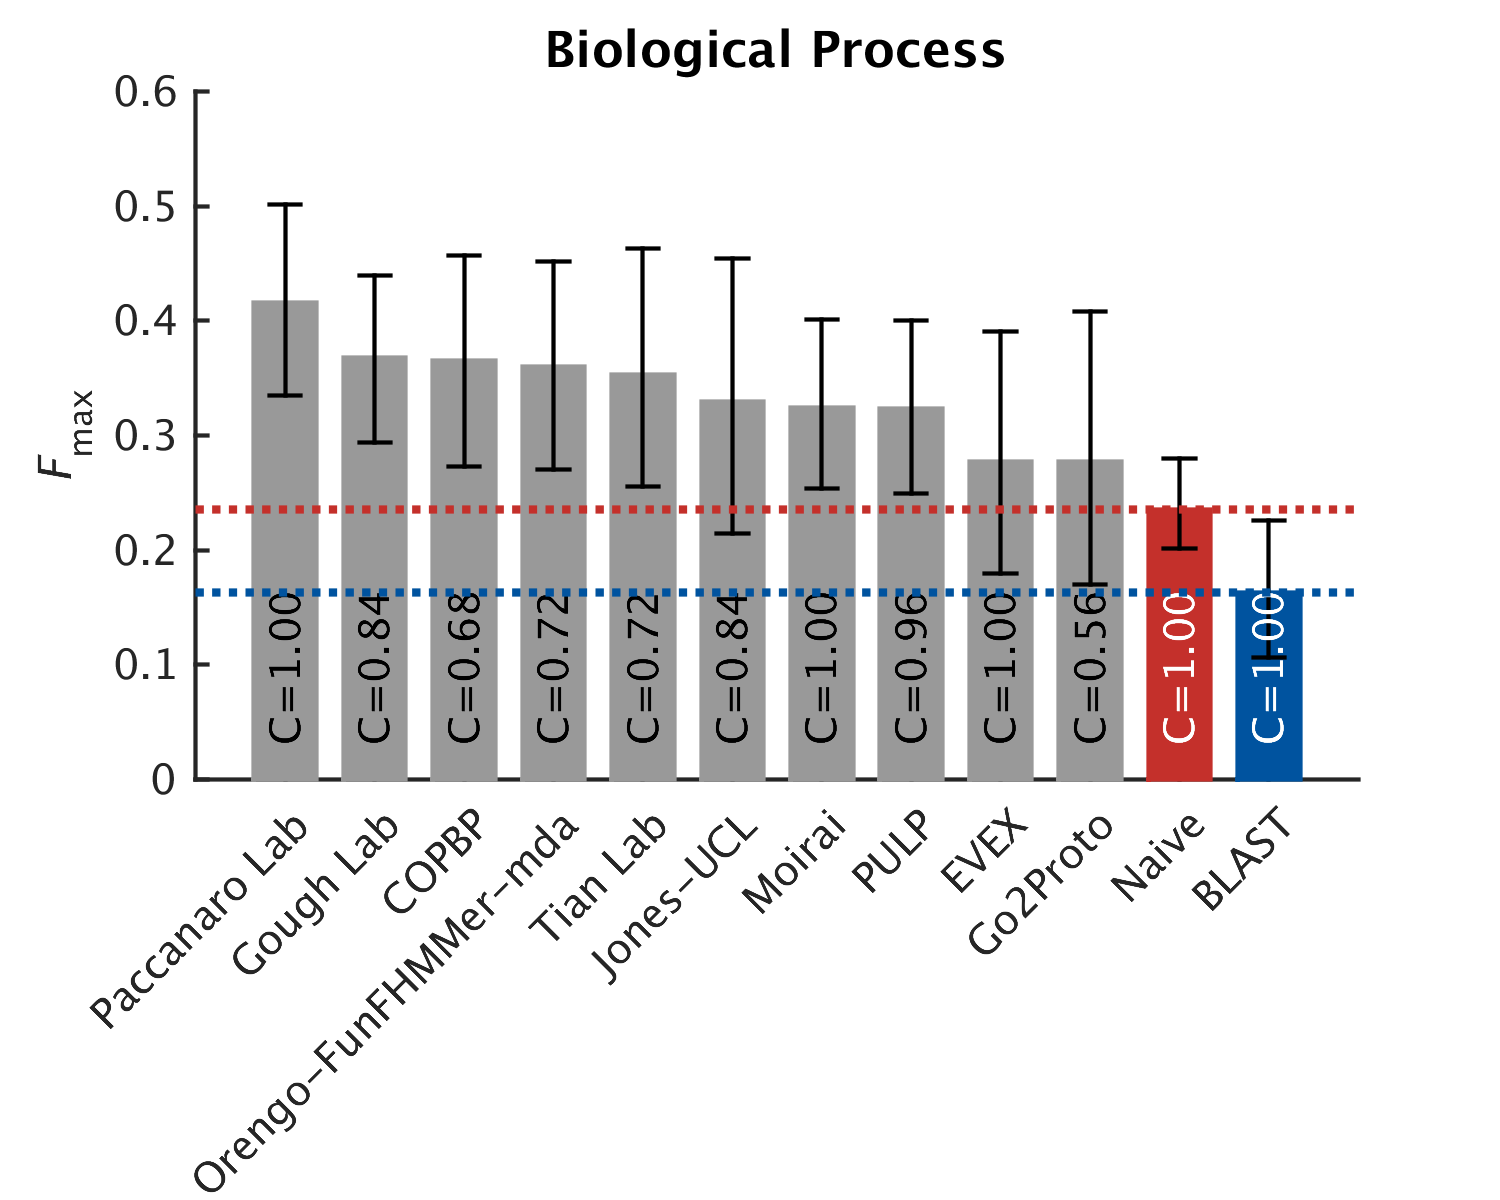 Biological Process
0.6
0.5
0.4
0.3
0.2
0.1
0
Fmax
C=1.00
C=0.84
C=0.68
C=0.72
C=0.72
C=0.84
C=1.00
C=0.96
C=1.00
C=0.56
C=1.00
C=1.00
Paccanaro Lab
Gough Lab
COPBP
Orengo-FunFHMMer-mda
Tian Lab
Jones-UCL
Moirai
PULP
EVEX
Go2Proto
Naive
BLAST